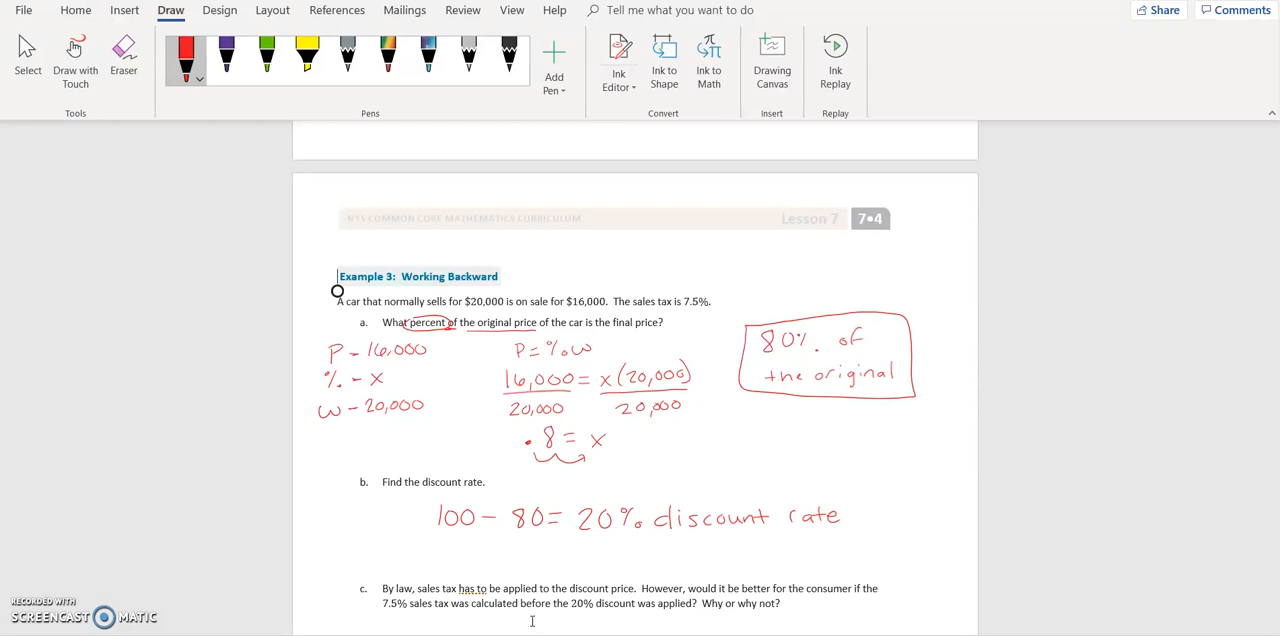 File Home Insert Draw Design Layout References Mailings Review View Help Tell me what you want to do Share Comments
Select Draw with Touch Eraser Add Pen Ink Editor Ink to Shape Ink to Math Drawing Canvas Ink Replay
Tools Pens Convert Insert Replay
NYS COMMON CORE MATHEMATICS CURRICULUM Lesson 7 7•4
Example 3: Working Backward
A car that normally sells for $20,000 is on sale for $16,000. The sales tax is 7.5%.
a. What percent of the original price of the car is the final price?
P - 16,000
% - x
w - 20,000
P = % • w
16,000 = x (20,000)
20,000 20,000
.8 = x
80% of
the original
b. Find the discount rate.
100 - 80 = 20% discount rate
c. By law, sales tax has to be applied to the discount price. However, would it be better for the consumer if the
7.5% sales tax was calculated before the 20% discount was applied? Why or why not?
RECORDED WITH
SCREENCAST MATIC